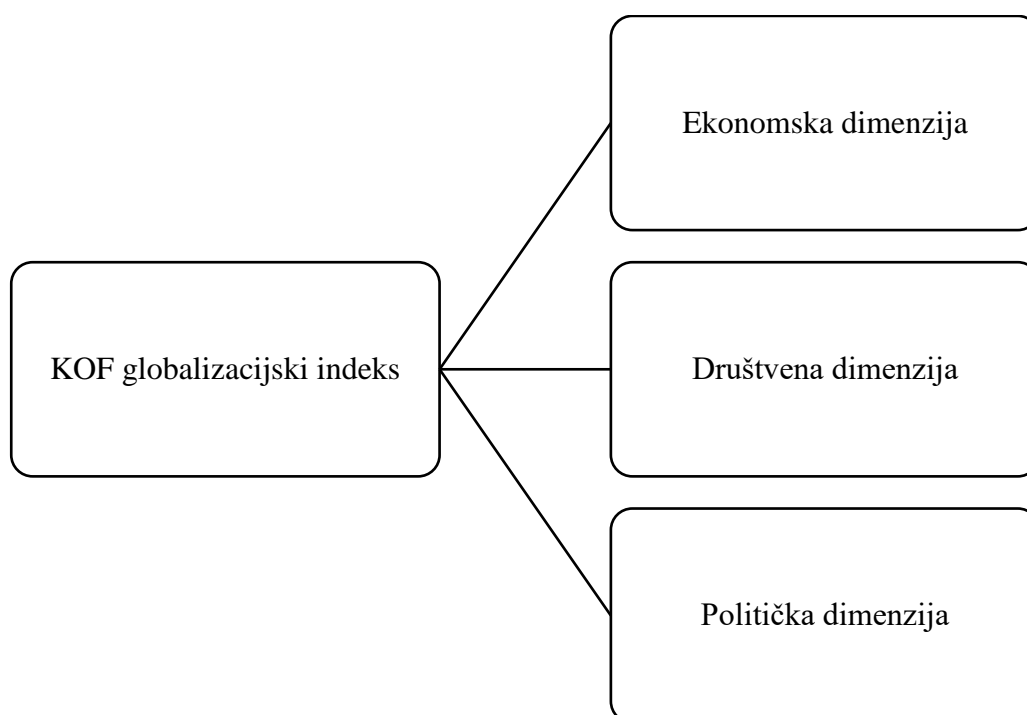 Ekonomska dimenzija
KOF globalizacijski indeks
Društvena dimenzija
Politička dimenzija